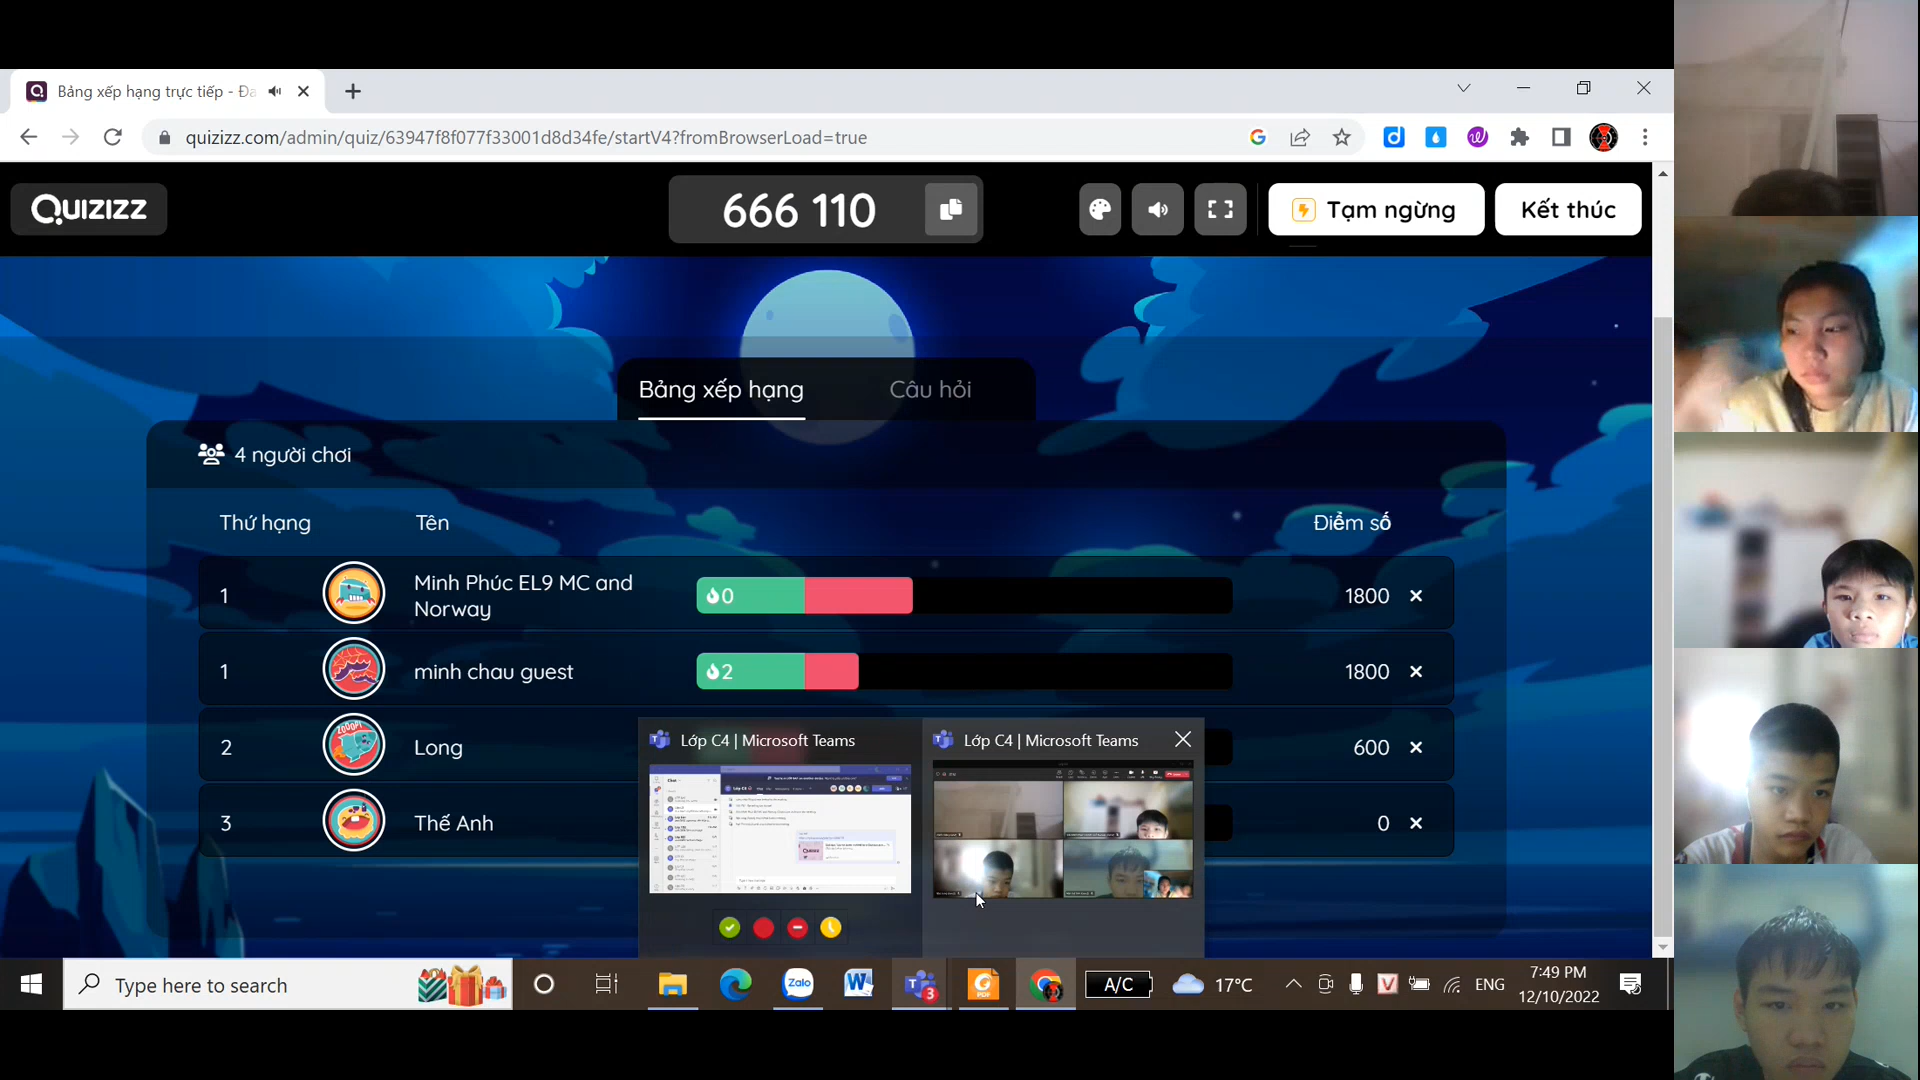 Bảng xếp hạng trực tiếp - Đa
quizizz.com/admin/quiz/63947f8f077f33001d8d34fe/startV4?fromBrowserLoad=true
QUIZIZZ
666 110
Tạm ngừng
Kết thúc
Bảng xếp hạng
Câu hỏi
4 người chơi
Thứ hạng Tên Điểm số
1 Minh Phúc EL9 MC and Norway 0 1800
1 minh chau guest 2 1800
2 Long 600
3 Thế Anh 0
Lớp C4 | Microsoft Teams
Lớp C4 | Microsoft Teams
Type here to search
Zalo
3
PDF
A/C
17°C
ENG
7:49 PM
12/10/2022